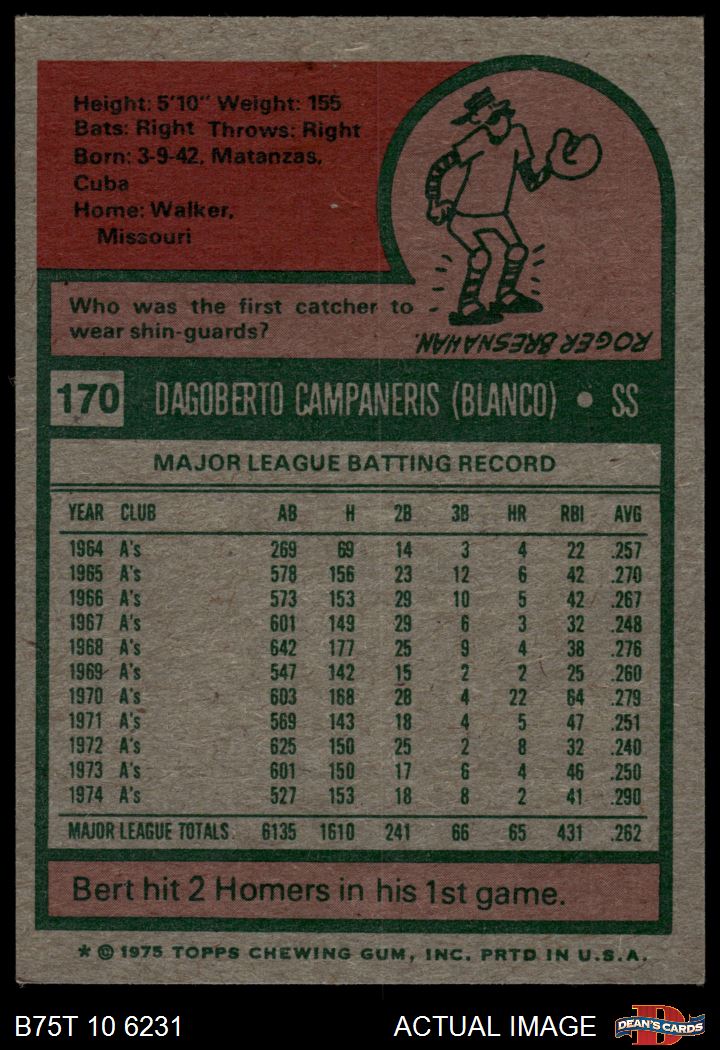 Height: 5'10" Weight: 155
Bats: Right Throws: Right
Born: 3-9-42, Matanzas,
Cuba
Home: Walker,
Missouri
Who was the first catcher to
wear shin-guards?
ROGER BRESNAHAN.
170 DAGOBERTO CAMPANERIS (BLANCO) • SS
MAJOR LEAGUE BATTING RECORD
YEAR CLUB AB H 2B 3B HR RBI AVG
1964 A's 269 69 14 3 4 22 .257
1965 A's 578 156 23 12 6 42 .270
1966 A's 573 153 29 10 5 42 .267
1967 A's 601 149 29 6 3 32 .248
1968 A's 642 177 25 9 4 38 .276
1969 A's 547 142 15 2 2 25 .260
1970 A's 603 168 28 4 22 64 .279
1971 A's 569 143 18 4 5 47 .251
1972 A's 625 150 25 2 8 32 .240
1973 A's 601 150 17 6 4 46 .250
1974 A's 527 153 18 8 2 41 .290
MAJOR LEAGUE TOTALS 6135 1610 241 66 65 431 .262
Bert hit 2 Homers in his 1st game.
* © 1975 TOPPS CHEWING GUM, INC. PRTD IN U.S.A.
B75T 10 6231 ACTUAL IMAGE DEAN'S CARDS